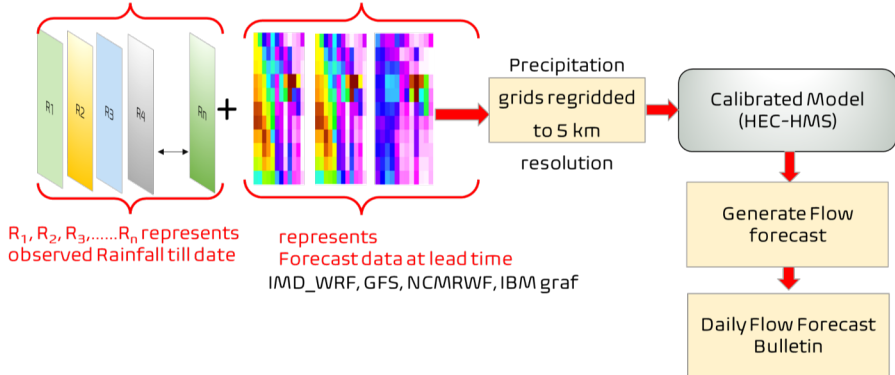 R1
R2
R3
R4
Rn
+
R₁, R₂, R₃,......Rₙ represents
observed Rainfall till date
represents
Forecast data at lead time
IMD_WRF, GFS, NCMRWF, IBM graf
Precipitation
grids regridded
to 5 km
resolution
Calibrated Model
(HEC-HMS)
Generate Flow
forecast
Daily Flow Forecast
Bulletin